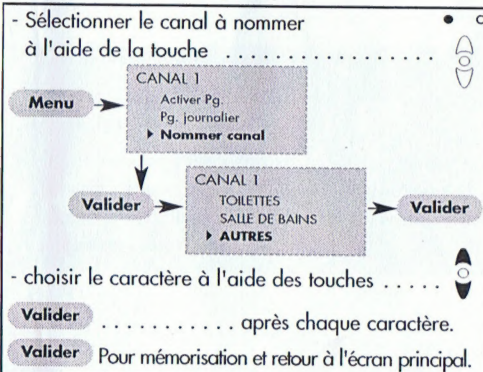 - Sélectionner le canal à nommer
à l'aide de la touche . . . . . . . . . . . . . . . . . .
CANAL 1
Activer Pg.
Pg. journalier
Nommer canal
Menu
CANAL 1
TOILETTES
SALLE DE BAINS
AUTRES
Valider
Valider
- choisir le caractère à l'aide des touches . . . . .
Valider . . . . . . . . . . . après chaque caractère.
Valider Pour mémorisation et retour à l'écran principal.